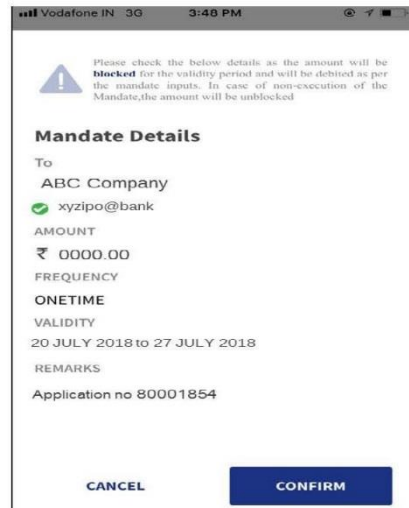 Vodafone IN 3G 3:48 PM
Please check the below details as the amount will be
blocked for the validity period and will be debited as per
the mandate inputs. In case of non-execution of the
Mandate,the amount will be unblocked
Mandate Details
To
ABC Company
xyzipo@bank
AMOUNT
₹ 0000.00
FREQUENCY
ONETIME
VALIDITY
20 JULY 2018 to 27 JULY 2018
REMARKS
Application no 80001854
CANCEL CONFIRM